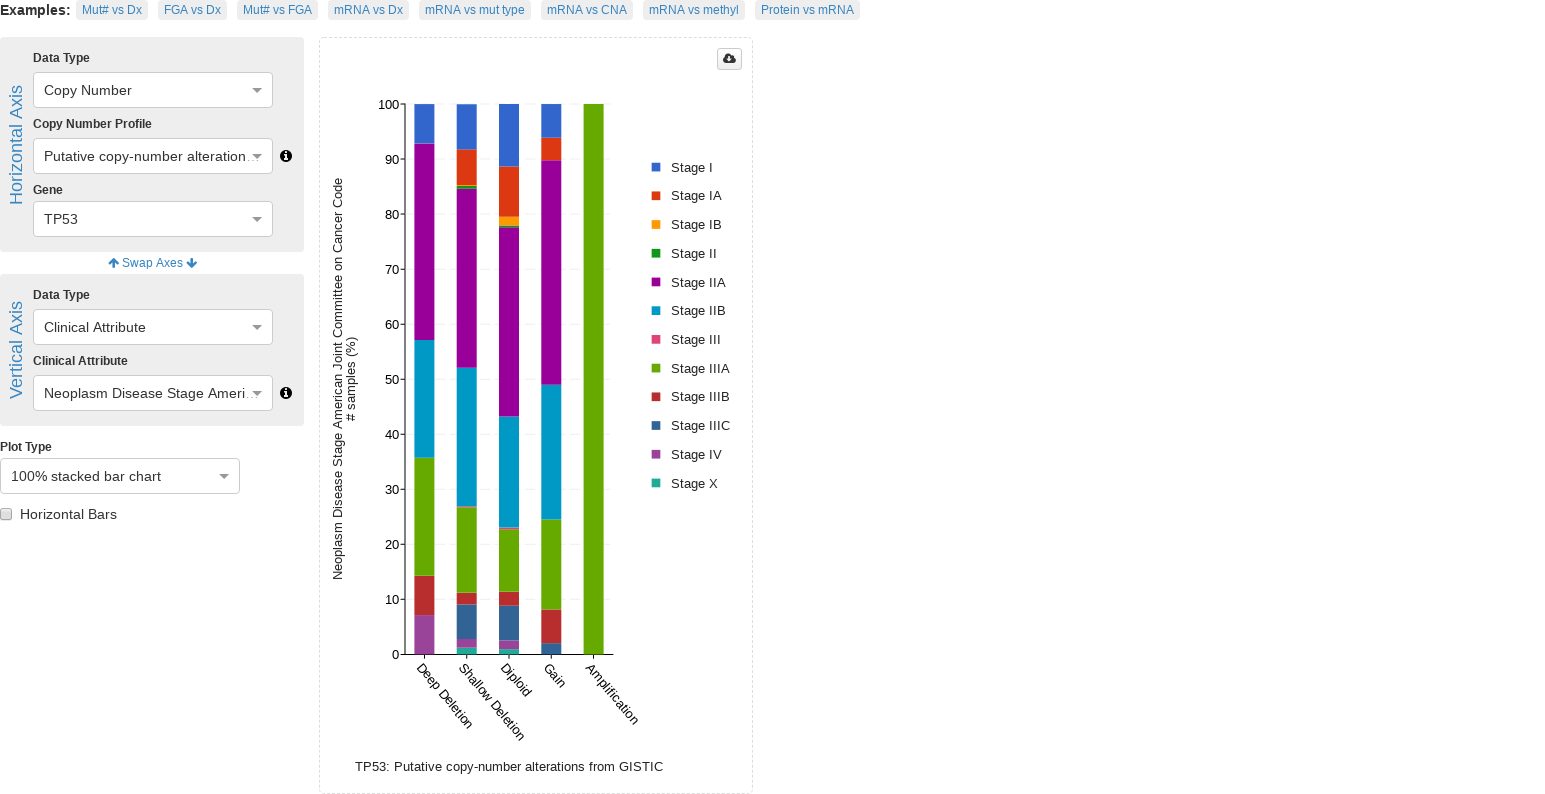 Examples: Mut# vs Dx FGA vs Dx Mut# vs FGA mRNA vs Dx mRNA vs mut type mRNA vs CNA mRNA vs methyl Protein vs mRNA
Horizontal Axis
Data Type
Copy Number
Copy Number Profile
Putative copy-number alteration...
Gene
TP53
Swap Axes
Vertical Axis
Data Type
Clinical Attribute
Clinical Attribute
Neoplasm Disease Stage Ameri...
Plot Type
100% stacked bar chart
Horizontal Bars
Neoplasm Disease Stage American Joint Committee on Cancer Code
# samples (%)
100
90
80
70
60
50
40
30
20
10
0
Deep Deletion
Shallow Deletion
Diploid
Gain
Amplification
TP53: Putative copy-number alterations from GISTIC
Stage I
Stage IA
Stage IB
Stage II
Stage IIA
Stage IIB
Stage III
Stage IIIA
Stage IIIB
Stage IIIC
Stage IV
Stage X